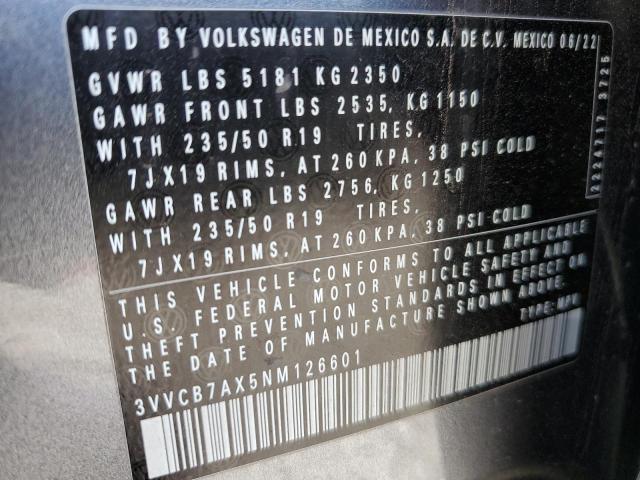 MFD BY VOLKSWAGEN DE MEXICO S.A. DE C.V. MEXICO 06/22
GVWR LBS 5181 KG 2350
GAWR FRONT LBS 2535, KG 1150
WITH 235/50 R19 TIRES,
7JX19 RIMS, AT 260 KPA, 38 PSI COLD
GAWR REAR LBS 2756, KG 1250
WITH 235/50 R19 TIRES,
7JX19 RIMS, AT 260 KPA, 38 PSI COLD
THIS VEHICLE CONFORMS TO ALL APPLICABLE
U.S. FEDERAL MOTOR VEHICLE SAFETY AND
THEFT PREVENTION STANDARDS IN EFFECT ON
THE DATE OF MANUFACTURE SHOWN ABOVE.
TYPE: MPV
3VVCB7AX5NM126601
2224717 3725